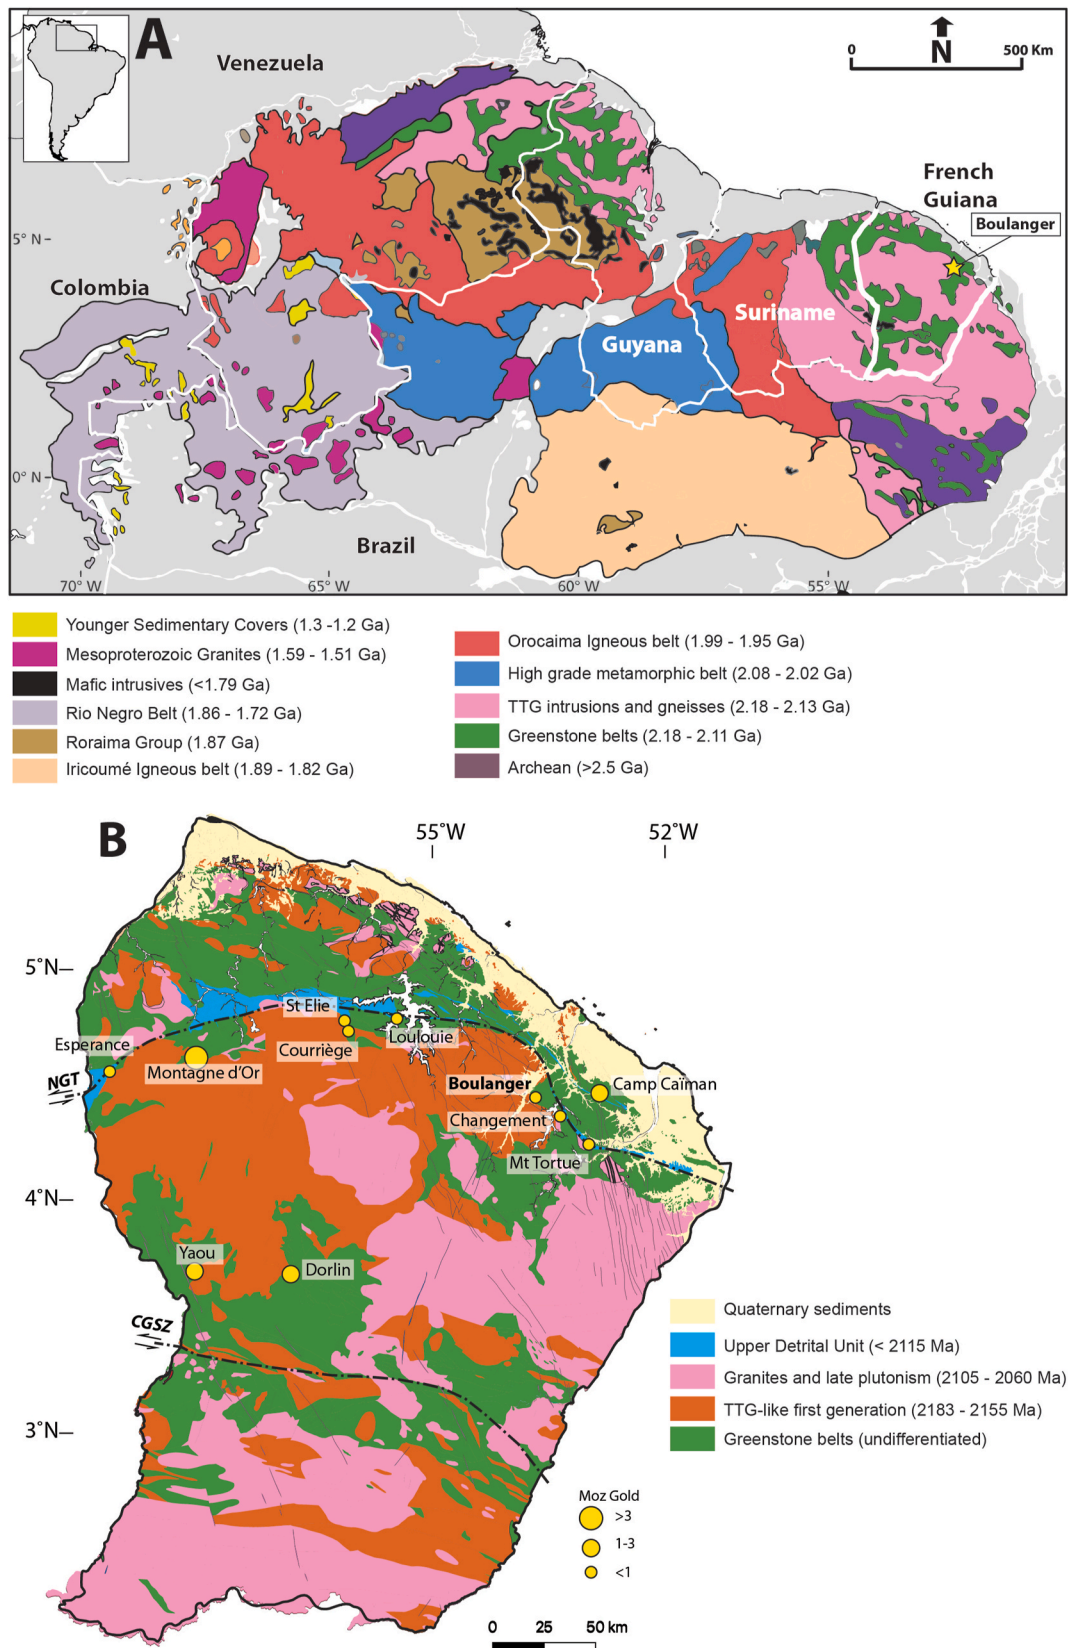 A
Venezuela
0
500 Km
N
French
Guiana
Boulanger
5° N
Colombia
Suriname
Guyana
0° N
Brazil
70° W
65° W
60° W
55° W
Younger Sedimentary Covers (1.3 -1.2 Ga)
Mesoproterozoic Granites (1.59 - 1.51 Ga)
Mafic intrusives (<1.79 Ga)
Rio Negro Belt (1.86 - 1.72 Ga)
Roraima Group (1.87 Ga)
Iricoumé Igneous belt (1.89 - 1.82 Ga)
Orocaima Igneous belt (1.99 - 1.95 Ga)
High grade metamorphic belt (2.08 - 2.02 Ga)
TTG intrusions and gneisses (2.18 - 2.13 Ga)
Greenstone belts (2.18 - 2.11 Ga)
Archean (>2.5 Ga)
B
55°W
52°W
5°N
St Elie
Loulouie
Esperance
Courriège
Montagne d'Or
NGT
Boulanger
Camp Caïman
Changement
Mt Tortue
4°N
Yaou
Dorlin
CGSZ
3°N
Quaternary sediments
Upper Detrital Unit (< 2115 Ma)
Granites and late plutonism (2105 - 2060 Ma)
TTG-like first generation (2183 - 2155 Ma)
Greenstone belts (undifferentiated)
Moz Gold
>3
1-3
<1
0 25 50 km